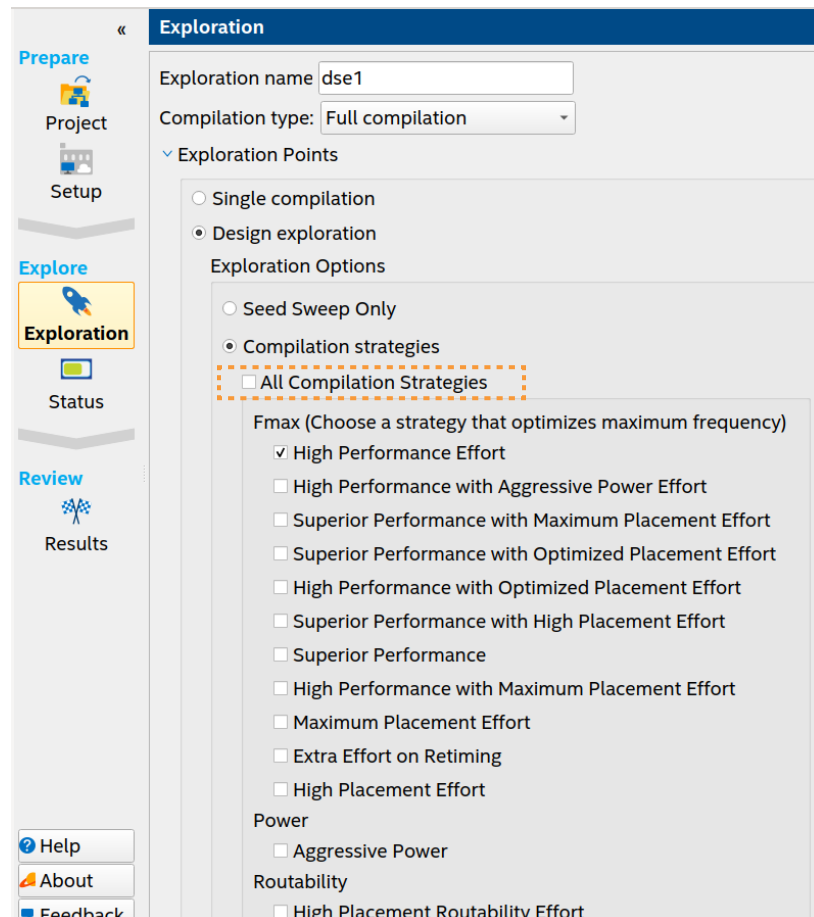 «
Prepare
Project
Setup
Explore
Exploration
Status
Review
Results
Help
About
Feedback
Exploration
Exploration name dse1
Compilation type: Full compilation
Exploration Points
Single compilation
Design exploration
Exploration Options
Seed Sweep Only
Compilation strategies
All Compilation Strategies
Fmax (Choose a strategy that optimizes maximum frequency)
High Performance Effort
High Performance with Aggressive Power Effort
Superior Performance with Maximum Placement Effort
Superior Performance with Optimized Placement Effort
High Performance with Optimized Placement Effort
Superior Performance with High Placement Effort
Superior Performance
High Performance with Maximum Placement Effort
Maximum Placement Effort
Extra Effort on Retiming
High Placement Effort
Power
Aggressive Power
Routability
High Placement Routability Effort